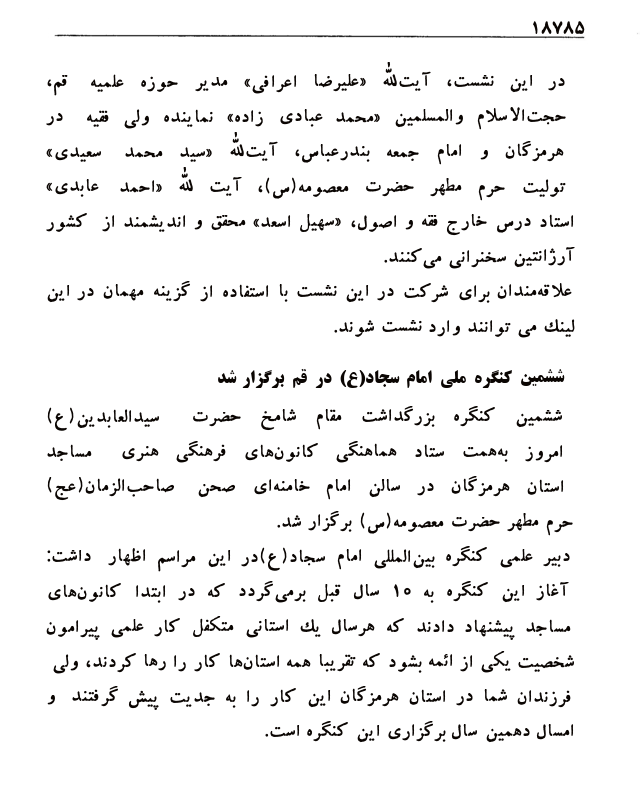 ۱۸۷۸۵
در این نشست، آیت‌الله «علیرضا اعرافی» مدیر حوزه علمیه قم،
حجت‌الاسلام والمسلمین «محمد عبادی زاده» نماینده ولی فقیه در
هرمزگان و امام جمعه بندرعباس، آیت‌الله «سید محمد سعیدی»
تولیت حرم مطهر حضرت معصومه(س)، آیت الله «احمد عابدی»
استاد درس خارج فقه و اصول، «سهیل اسعد» محقق و اندیشمند از کشور
آرژانتین سخنرانی می‌کنند.
علاقه‌مندان برای شرکت در این نشست با استفاده از گزینه مهمان در این
لینك می توانند وارد نشست شوند.
ششمین کنگره ملی امام سجاد(ع) در قم برگزار شد
ششمین کنگره بزرگداشت مقام شامخ حضرت سیدالعابدین(ع)
امروز به‌همت ستاد هماهنگی کانون‌های فرهنگی هنری مساجد
استان هرمزگان در سالن امام خامنه‌ای صحن صاحب‌الزمان(عج)
حرم مطهر حضرت معصومه(س) برگزار شد.
دبیر علمی کنگره بین‌المللی امام سجاد(ع)در این مراسم اظهار داشت:
آغاز این کنگره به ۱۰ سال قبل برمی‌گردد که در ابتدا کانون‌های
مساجد پیشنهاد دادند که هرسال یك استانی متکفل کار علمی پیرامون
شخصیت یکی از ائمه بشود که تقریبا همه استان‌ها کار را رها کردند، ولی
فرزندان شما در استان هرمزگان این کار را به جدیت پیش گرفتند و
امسال دهمین سال برگزاری این کنگره است.